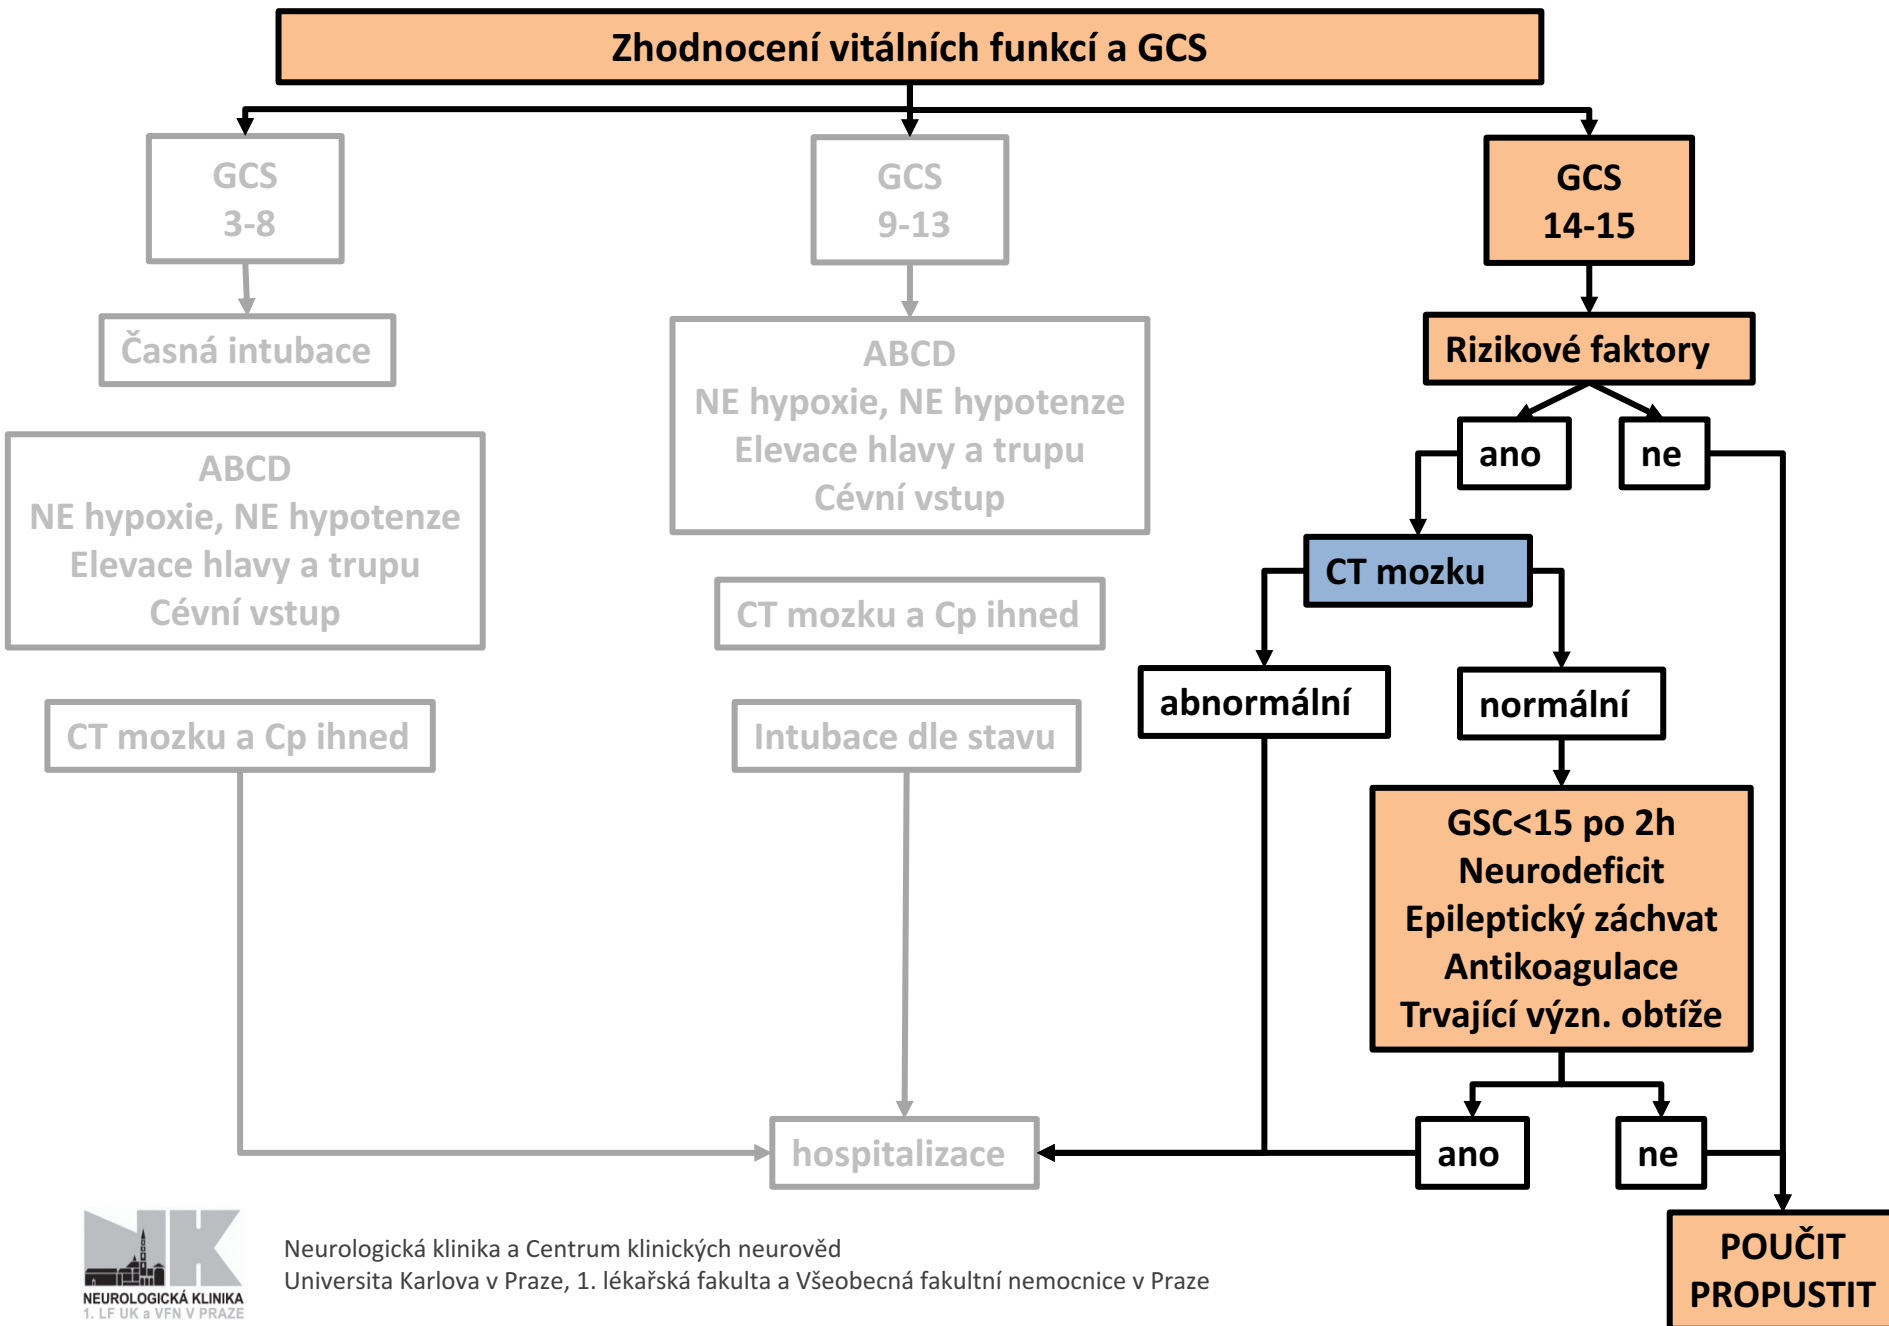 Zhodnocení vitálních funkcí a GCS
GCS
3-8
GCS
9-13
GCS
14-15
Časná intubace
ABCD
NE hypoxie, NE hypotenze
Elevace hlavy a trupu
Cévní vstup
CT mozku a Cp ihned
ABCD
NE hypoxie, NE hypotenze
Elevace hlavy a trupu
Cévní vstup
CT mozku a Cp ihned
Intubace dle stavu
Rizikové faktory
ano
ne
CT mozku
abnormální
normální
GSC<15 po 2h
Neurodeficit
Epileptický záchvat
Antikoagulace
Trvající význ. obtíže
hospitalizace
ano
ne
POUČIT
PROPUSTIT
NK
NEUROLOGICKÁ KLINIKA
1. LF UK a VFN V PRAZE
Neurologická klinika a Centrum klinických neurověd
Universita Karlova v Praze, 1. lékařská fakulta a Všeobecná fakultní nemocnice v Praze